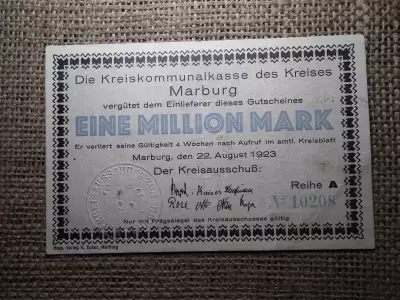 Die Kreiskommunalkasse des Kreises
Marburg
vergütet dem Einlieferer dieses Gutscheines
EINE MILLION MARK
Er verliert seine Gültigkeit 4 Wochen nach Aufruf im amtl. Kreisblatt
Marburg, den 22. August 1923
Der Kreisausschuß:
Reihe A
No 10208
Nur mit Prägesiegel des Kreisausschusses gültig
Marburg